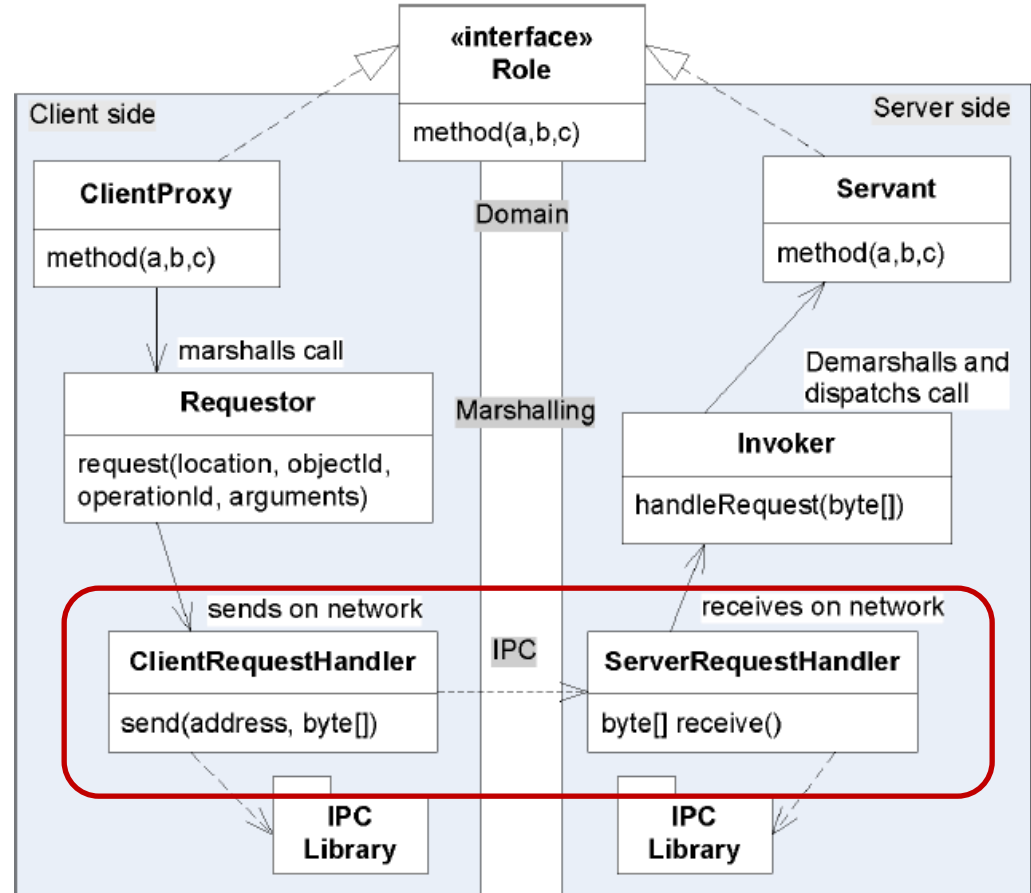 «interface»
Role
method(a,b,c)
Client side
Server side
ClientProxy
method(a,b,c)
Domain
Servant
method(a,b,c)
marshalls call
Demarshalls and
dispatchs call
Requestor
request(location, objectId,
operationId, arguments)
Marshalling
Invoker
handleRequest(byte[])
sends on network
receives on network
ClientRequestHandler
send(address, byte[])
IPC
ServerRequestHandler
byte[] receive()
IPC
Library
IPC
Library